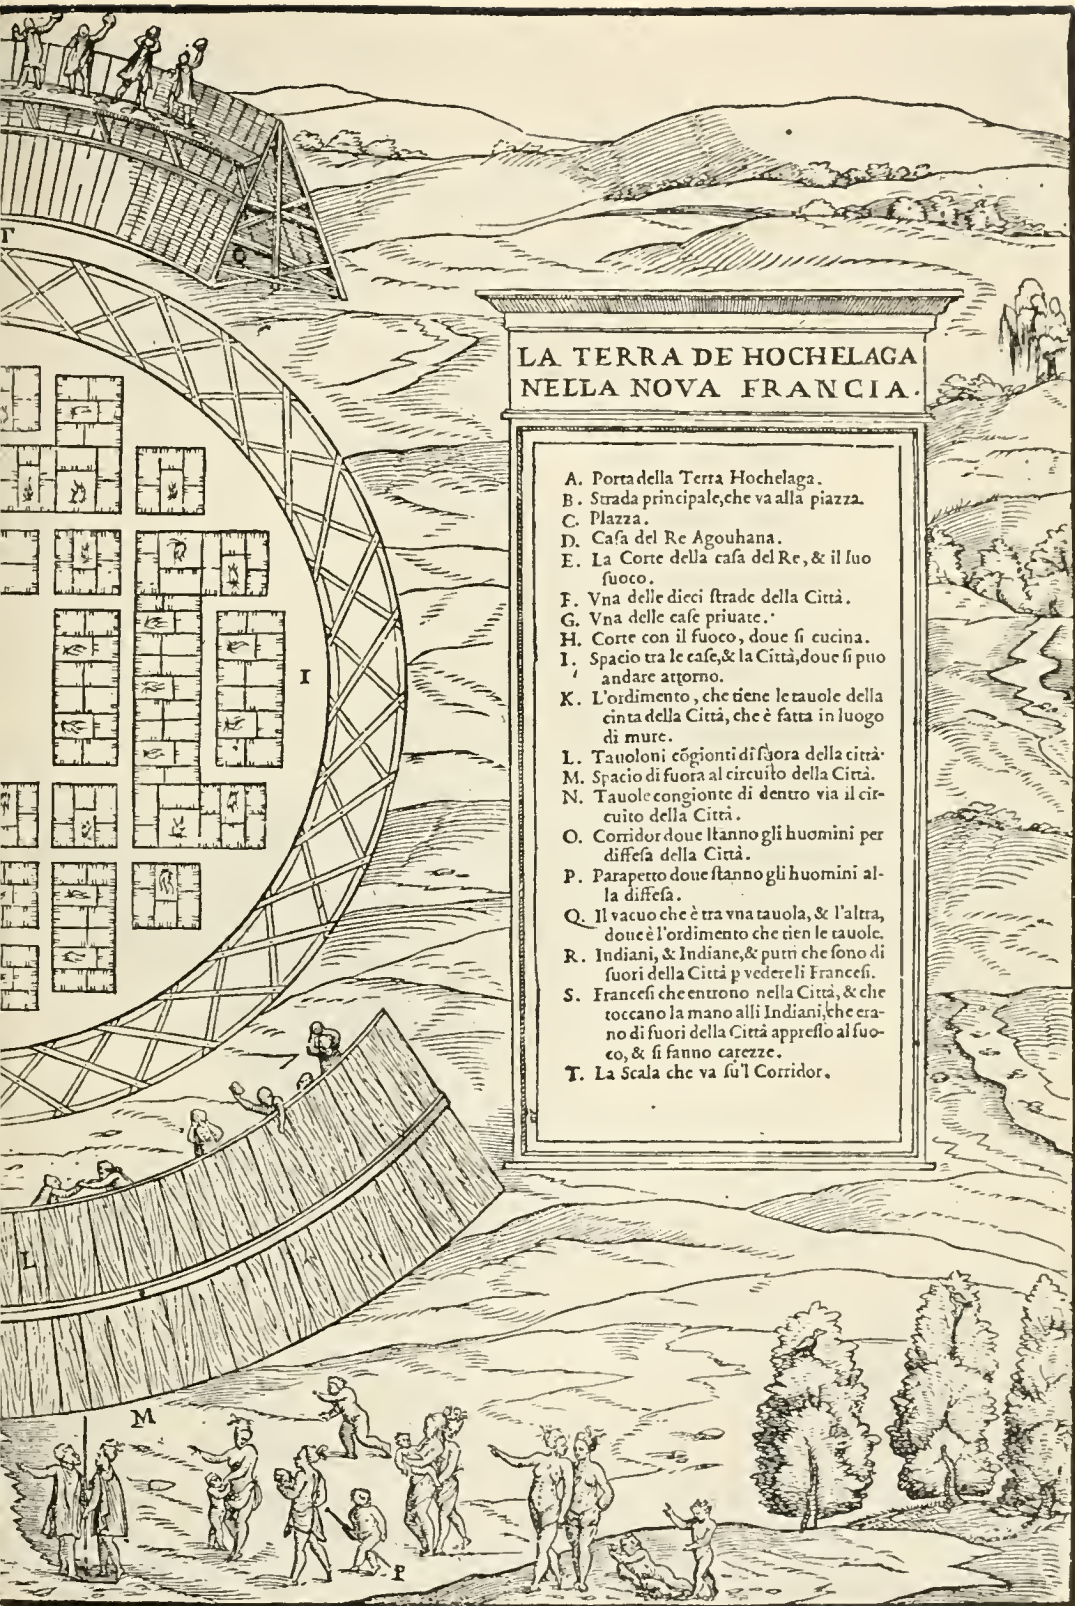 T
Q
LA TERRA DE HOCHELAGA
NELLA NOVA FRANCIA.
A. Porta della Terra Hochelaga.
B. Strada principale, che va alla piazza.
C. Piazza.
D. Caſa del Re Agouhana.
E. La Corte della caſa del Re, & il ſuo
fuoco.
F. Vna delle dieci ſtrade della Città.
G. Vna delle caſe priuate.
H. Corte con il fuoco, doue ſi cucina.
I. Spacio tra le caſe, & la Città, doue ſi puo
andare attorno.
K. L'ordimento, che tiene le tauole della
cinta della Città, che è fatta in luogo
di mure.
L. Tauoloni cōgionti di fuora della città.
M. Spacio di fuora al circuito della Città.
N. Tauole congionte di dentro via il cir-
cuito della Città.
O. Corridor doue ſtanno gli huomini per
diffeſa della Città.
P. Parapetto doue ſtanno gli huomini al-
la diffeſa.
Q. Il vacuo che è tra vna tauola, & l'altra,
doue è l'ordimento che tien le tauole.
R. Indiani, & Indiane, & putti che ſono di
fuori della Città p vedere li Franceſi.
S. Franceſi che entrono nella Città, & che
toccano la mano alli Indiani, che era-
no di fuori della Città appreſſo al fuo-
co, & ſi fanno carezze.
T. La Scala che va ſu'l Corridor.
I
L
M
P